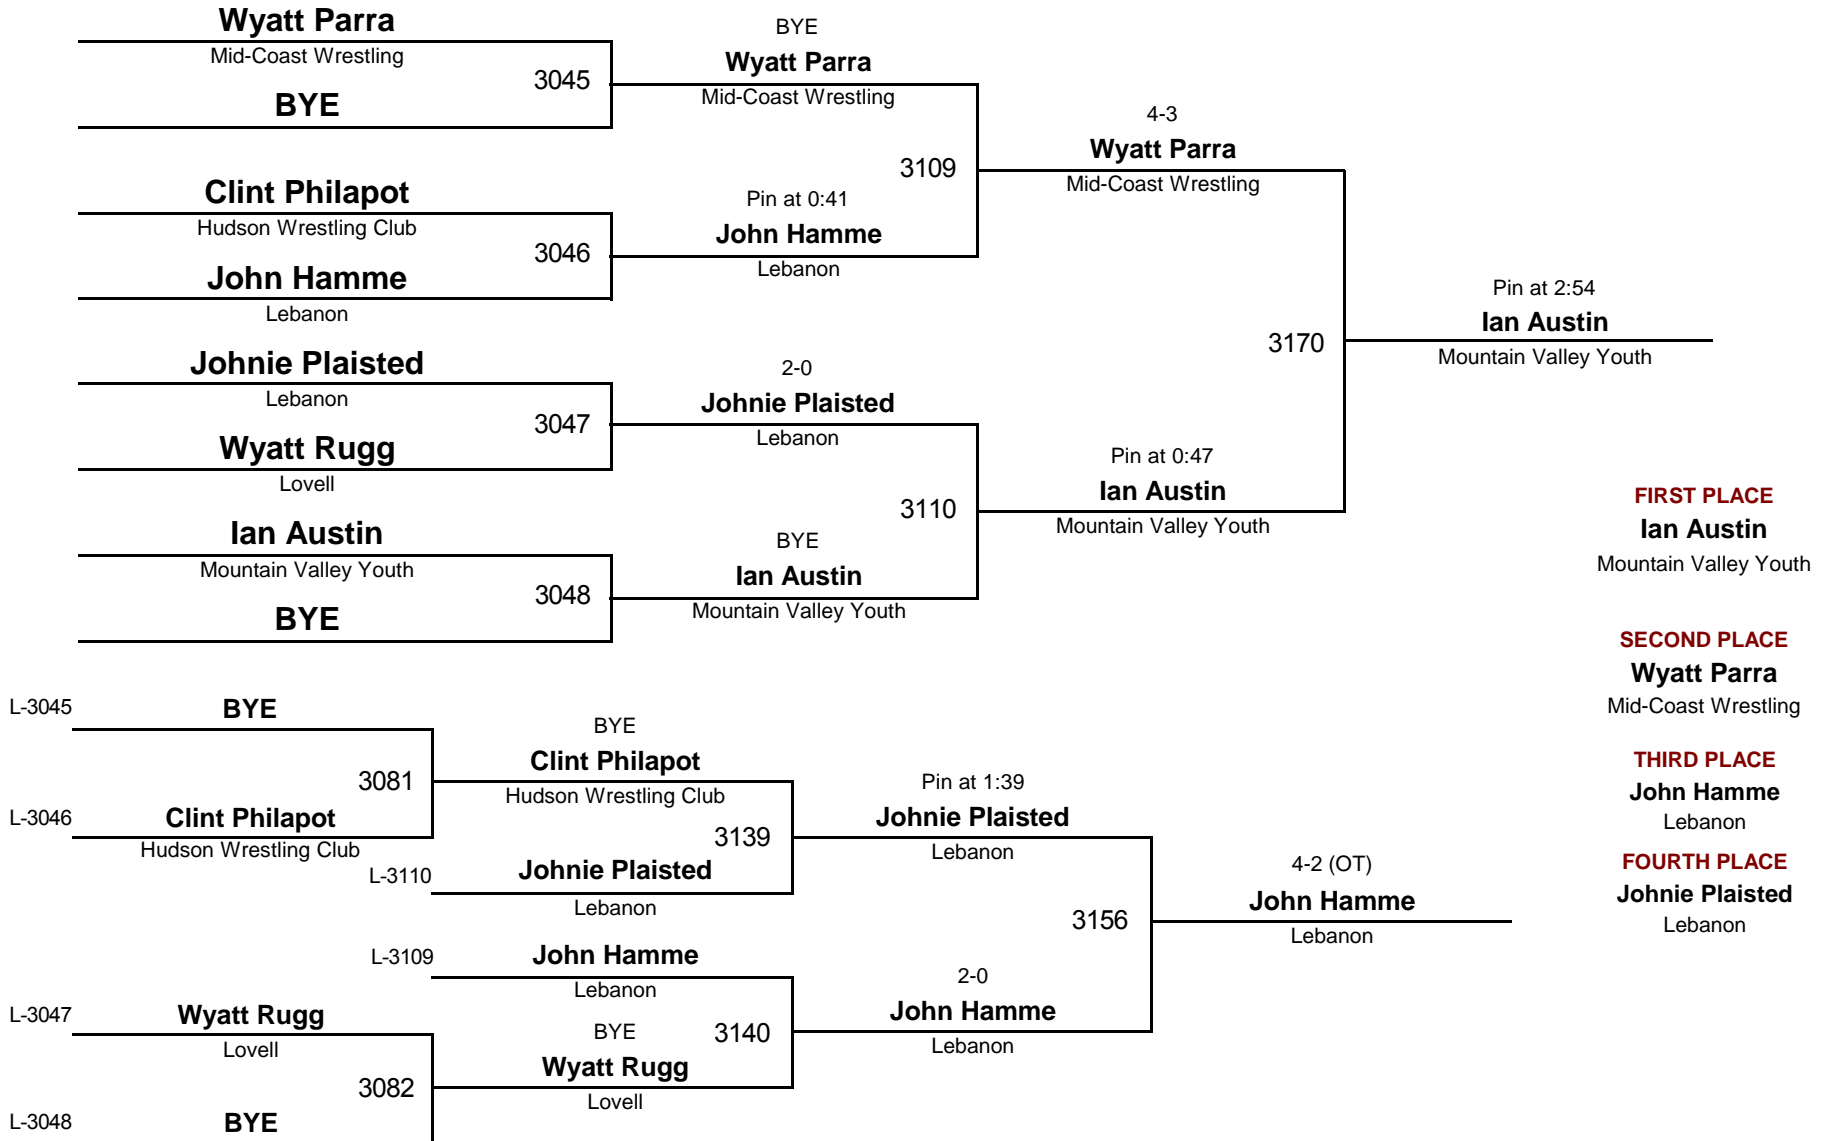 Wyatt Parra
Mid-Coast Wrestling
3045
BYE
BYE
Wyatt Parra
Mid-Coast Wrestling
3109
4-3
Wyatt Parra
Mid-Coast Wrestling
Clint Philapot
Hudson Wrestling Club
3046
John Hamme
Lebanon
Pin at 0:41
John Hamme
Lebanon
3170
Pin at 2:54
Ian Austin
Mountain Valley Youth
Johnie Plaisted
Lebanon
3047
Wyatt Rugg
Lovell
2-0
Johnie Plaisted
Lebanon
3110
Pin at 0:47
Ian Austin
Mountain Valley Youth
Ian Austin
Mountain Valley Youth
3048
BYE
BYE
Ian Austin
Mountain Valley Youth
FIRST PLACE
Ian Austin
Mountain Valley Youth
SECOND PLACE
Wyatt Parra
Mid-Coast Wrestling
THIRD PLACE
John Hamme
Lebanon
FOURTH PLACE
Johnie Plaisted
Lebanon
L-3045
BYE
3081
L-3046
Clint Philapot
Hudson Wrestling Club
BYE
Clint Philapot
Hudson Wrestling Club
3139
L-3110
Johnie Plaisted
Lebanon
Pin at 1:39
Johnie Plaisted
Lebanon
3156
4-2 (OT)
John Hamme
Lebanon
L-3109
John Hamme
Lebanon
3140
2-0
John Hamme
Lebanon
L-3047
Wyatt Rugg
Lovell
3082
BYE
Wyatt Rugg
Lovell
L-3048
BYE